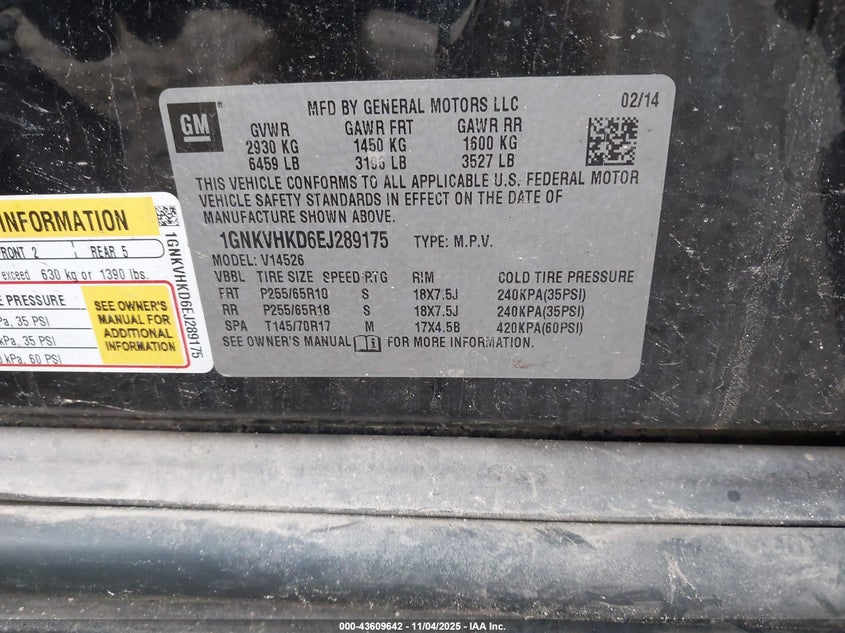 GM
MFD BY GENERAL MOTORS LLC 02/14
GVWR GAWR FRT GAWR RR
2930 KG 1450 KG 1600 KG
6459 LB 3196 LB 3527 LB
THIS VEHICLE CONFORMS TO ALL APPLICABLE U.S. FEDERAL MOTOR
VEHICLE SAFETY STANDARDS IN EFFECT ON THE DATE OF
MANUFACTURE SHOWN ABOVE.
1GNKVHKD6EJ289175 TYPE: M.P.V.
MODEL: V14526
VBBL TIRE SIZE SPEED RTG RIM COLD TIRE PRESSURE
FRT P255/65R18 S 18X7.5J 240KPA(35PSI)
RR P255/65R18 S 18X7.5J 240KPA(35PSI)
SPA T145/70R17 M 17X4.5B 420KPA(60PSI)
SEE OWNER'S MANUAL FOR MORE INFORMATION.
INFORMATION
FRONT 2 REAR 5
exceed 630 kg or 1390 lbs.
PRESSURE
Pa, 35 PSI
kPa, 35 PSI
kPa, 60 PSI
SEE OWNER'S
MANUAL FOR
ADDITIONAL
INFORMATION
1GNKVHKD6EJ289175
000-43609642 - 11/04/2025 - IAA Inc.